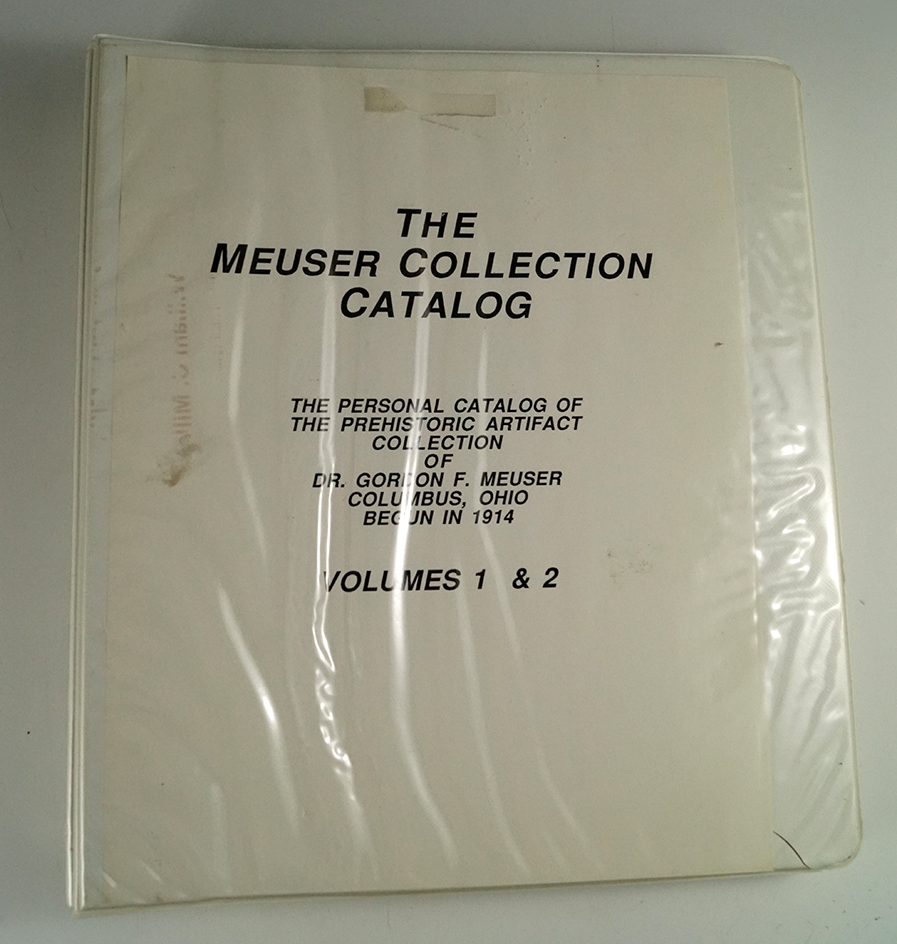 THE
MEUSER COLLECTION
CATALOG
THE PERSONAL CATALOG OF
THE PREHISTORIC ARTIFACT
COLLECTION
OF
DR. GORDON F. MEUSER
COLUMBUS, OHIO
BEGUN IN 1914
VOLUMES 1 & 2